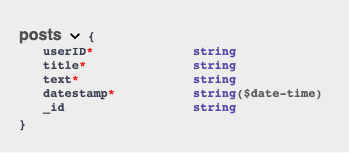 posts {
userID* string
title* string
text* string
datestamp* string($date-time)
_id string
}